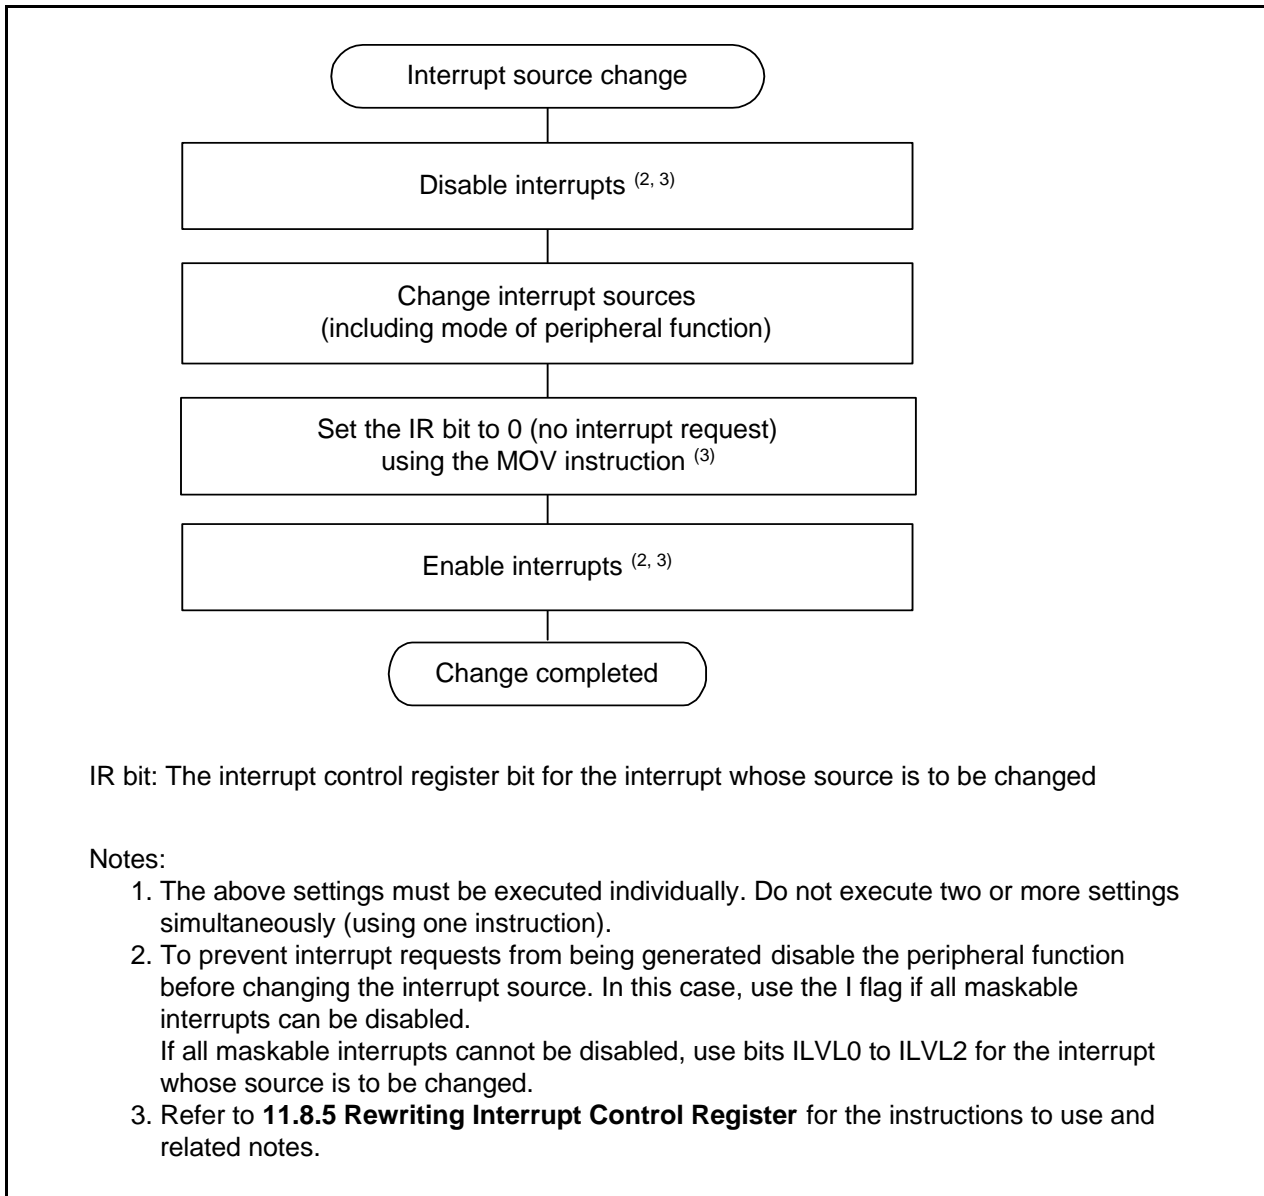 Interrupt source change
Disable interrupts (2, 3)
Change interrupt sources
(including mode of peripheral function)
Set the IR bit to 0 (no interrupt request)
using the MOV instruction (3)
Enable interrupts (2, 3)
Change completed
IR bit: The interrupt control register bit for the interrupt whose source is to be changed
Notes:
1. The above settings must be executed individually. Do not execute two or more settings
simultaneously (using one instruction).
2. To prevent interrupt requests from being generated disable the peripheral function
before changing the interrupt source. In this case, use the I flag if all maskable
interrupts can be disabled.
If all maskable interrupts cannot be disabled, use bits ILVL0 to ILVL2 for the interrupt
whose source is to be changed.
3. Refer to 11.8.5 Rewriting Interrupt Control Register for the instructions to use and
related notes.